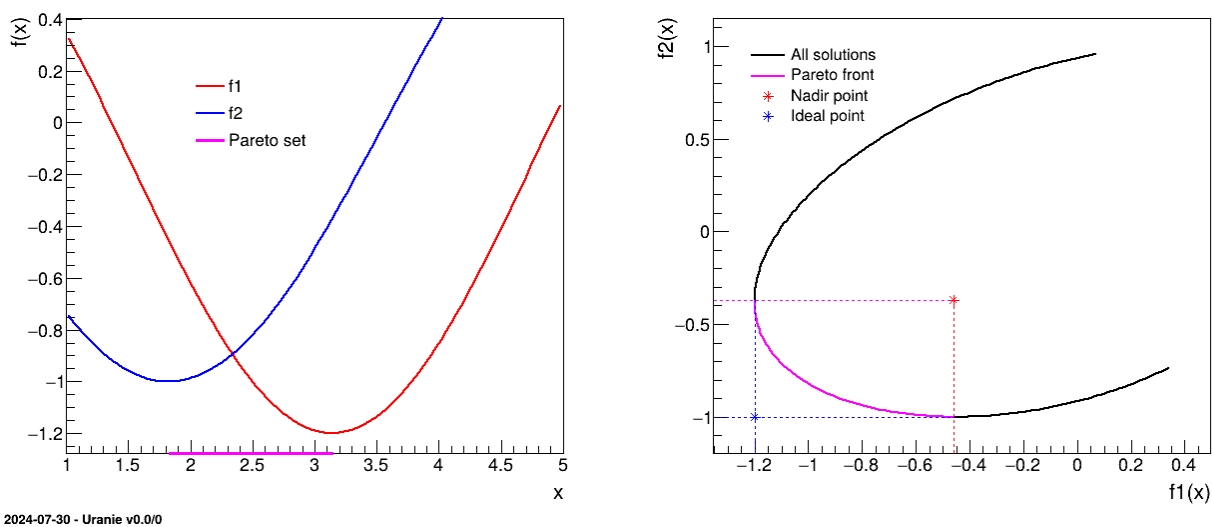 f(x)
0.4
0.2
0
−0.2
−0.4
−0.6
−0.8
−1
−1.2
f1
f2
Pareto set
1 1.5 2 2.5 3 3.5 4 4.5 5
x
f2(x)
1
0.5
0
−0.5
−1
All solutions
Pareto front
Nadir point
Ideal point
−1.2 −1 −0.8 −0.6 −0.4 −0.2 0 0.2 0.4
f1(x)
2024-07-30 - Uranie v0.0/0